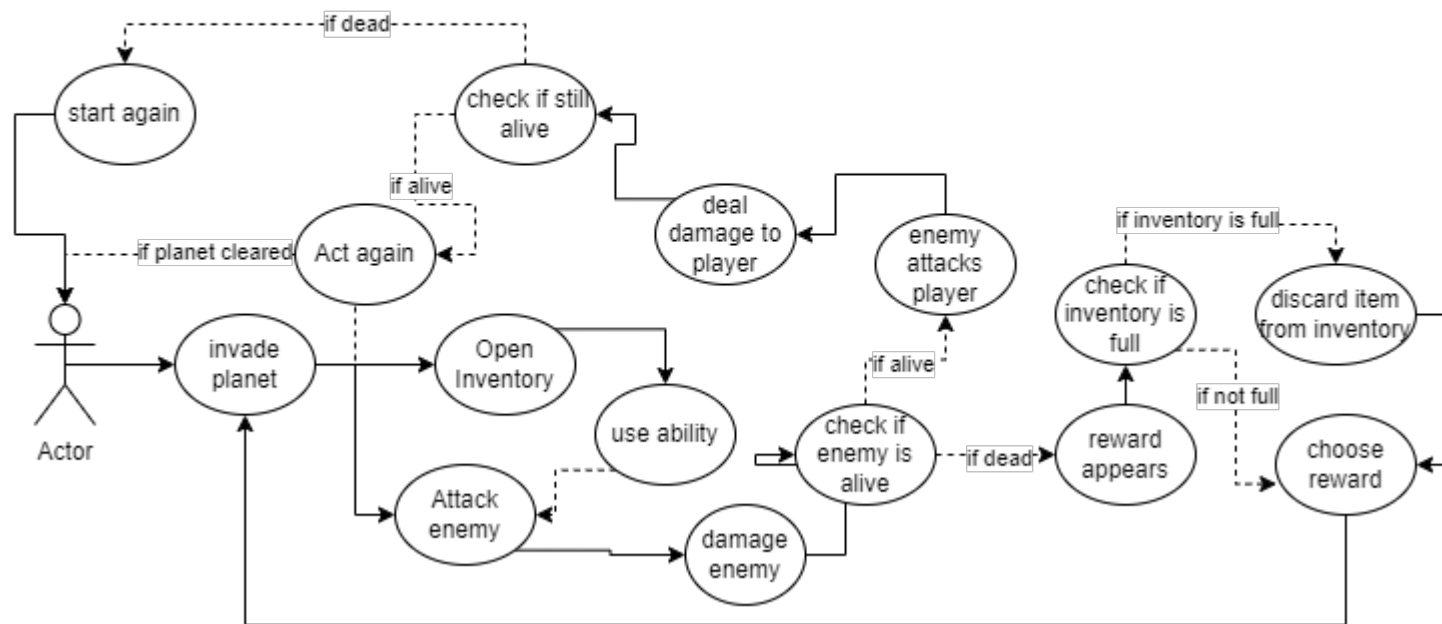 if dead
start again
check if still
alive
if alive
Act again
if planet cleared
deal
damage to
player
enemy
attacks
player
if inventory is full
check if
inventory is
full
discard item
from inventory
Actor
invade
planet
Open
Inventory
use ability
if alive
if not full
check if
enemy is
alive
if dead
reward
appears
choose
reward
Attack
enemy
damage
enemy